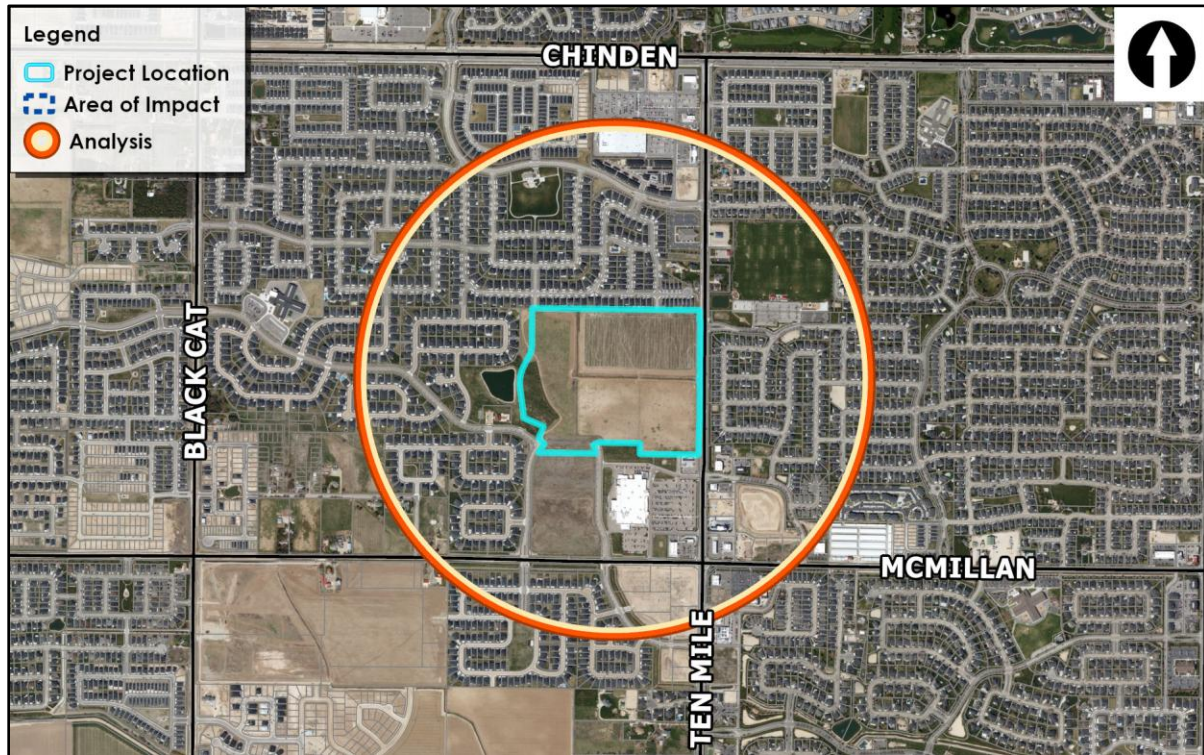 Legend
Project Location
Area of Impact
Analysis
CHINDEN
BLACK CAT
MCMILLAN
TEN MILE